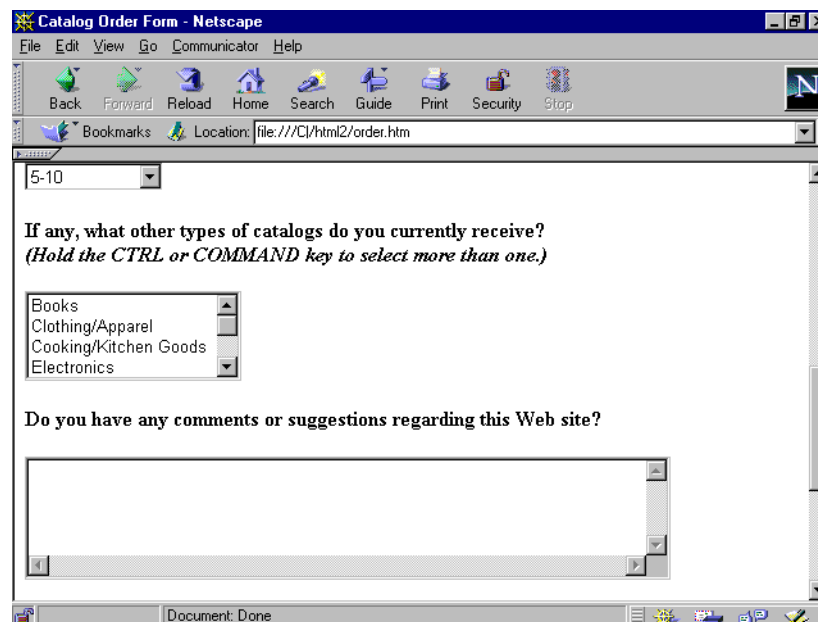 Catalog Order Form - Netscape
File Edit View Go Communicator Help
Back Forward Reload Home Search Guide Print Security Stop
N
Bookmarks Location: file:///C|/html2/order.htm
5-10
If any, what other types of catalogs do you currently receive?
(Hold the CTRL or COMMAND key to select more than one.)
Books
Clothing/Apparel
Cooking/Kitchen Goods
Electronics
Do you have any comments or suggestions regarding this Web site?
Document: Done